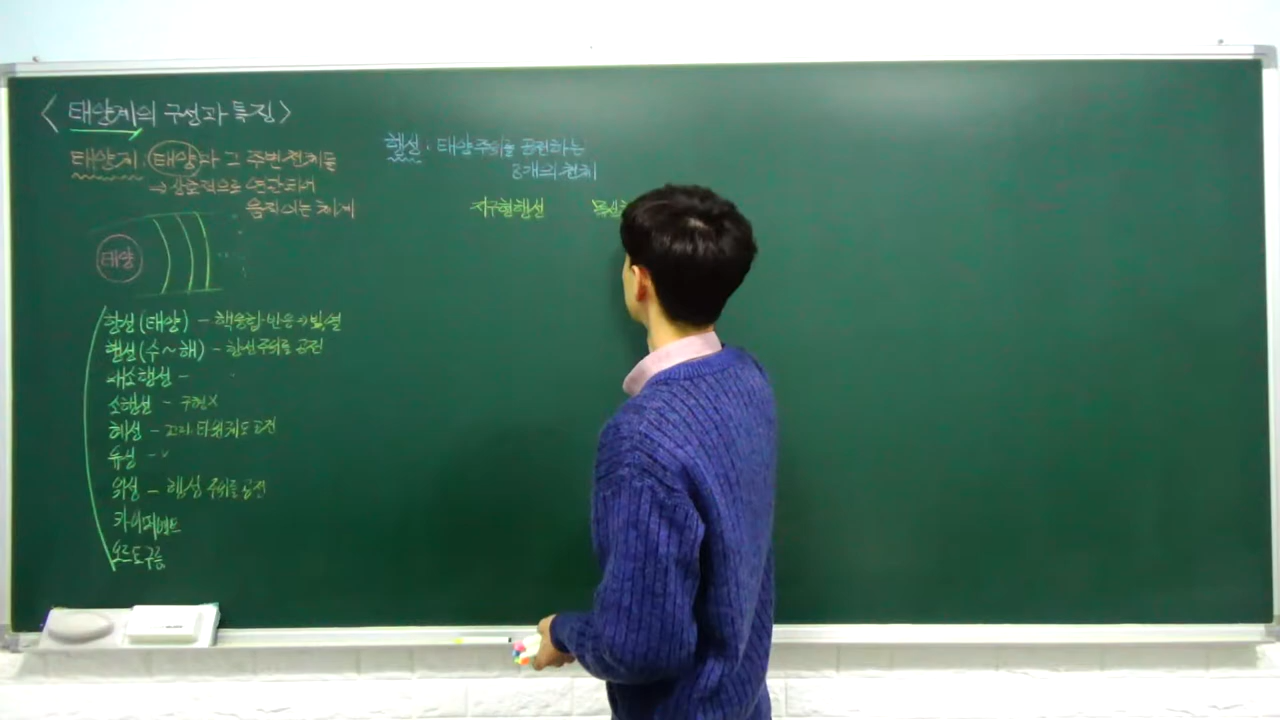 <태양계의 구성과 특징>
태양계: 태양과 그 주변 천체들
→ 상호적으로 연관되어
움직이는 체계
태양
항성(태양) - 핵융합 반응→빛,열
행성(수~해) - 항성 주위를 공전
왜소행성 -
소행성 - 구형X
혜성 - 꼬리, 타원궤도 공전
유성 -
위성 - 행성 주위를 공전
카이퍼벨트
오르트구름
행성: 태양주위를 공전하는
8개의 천체
지구형행성 목성